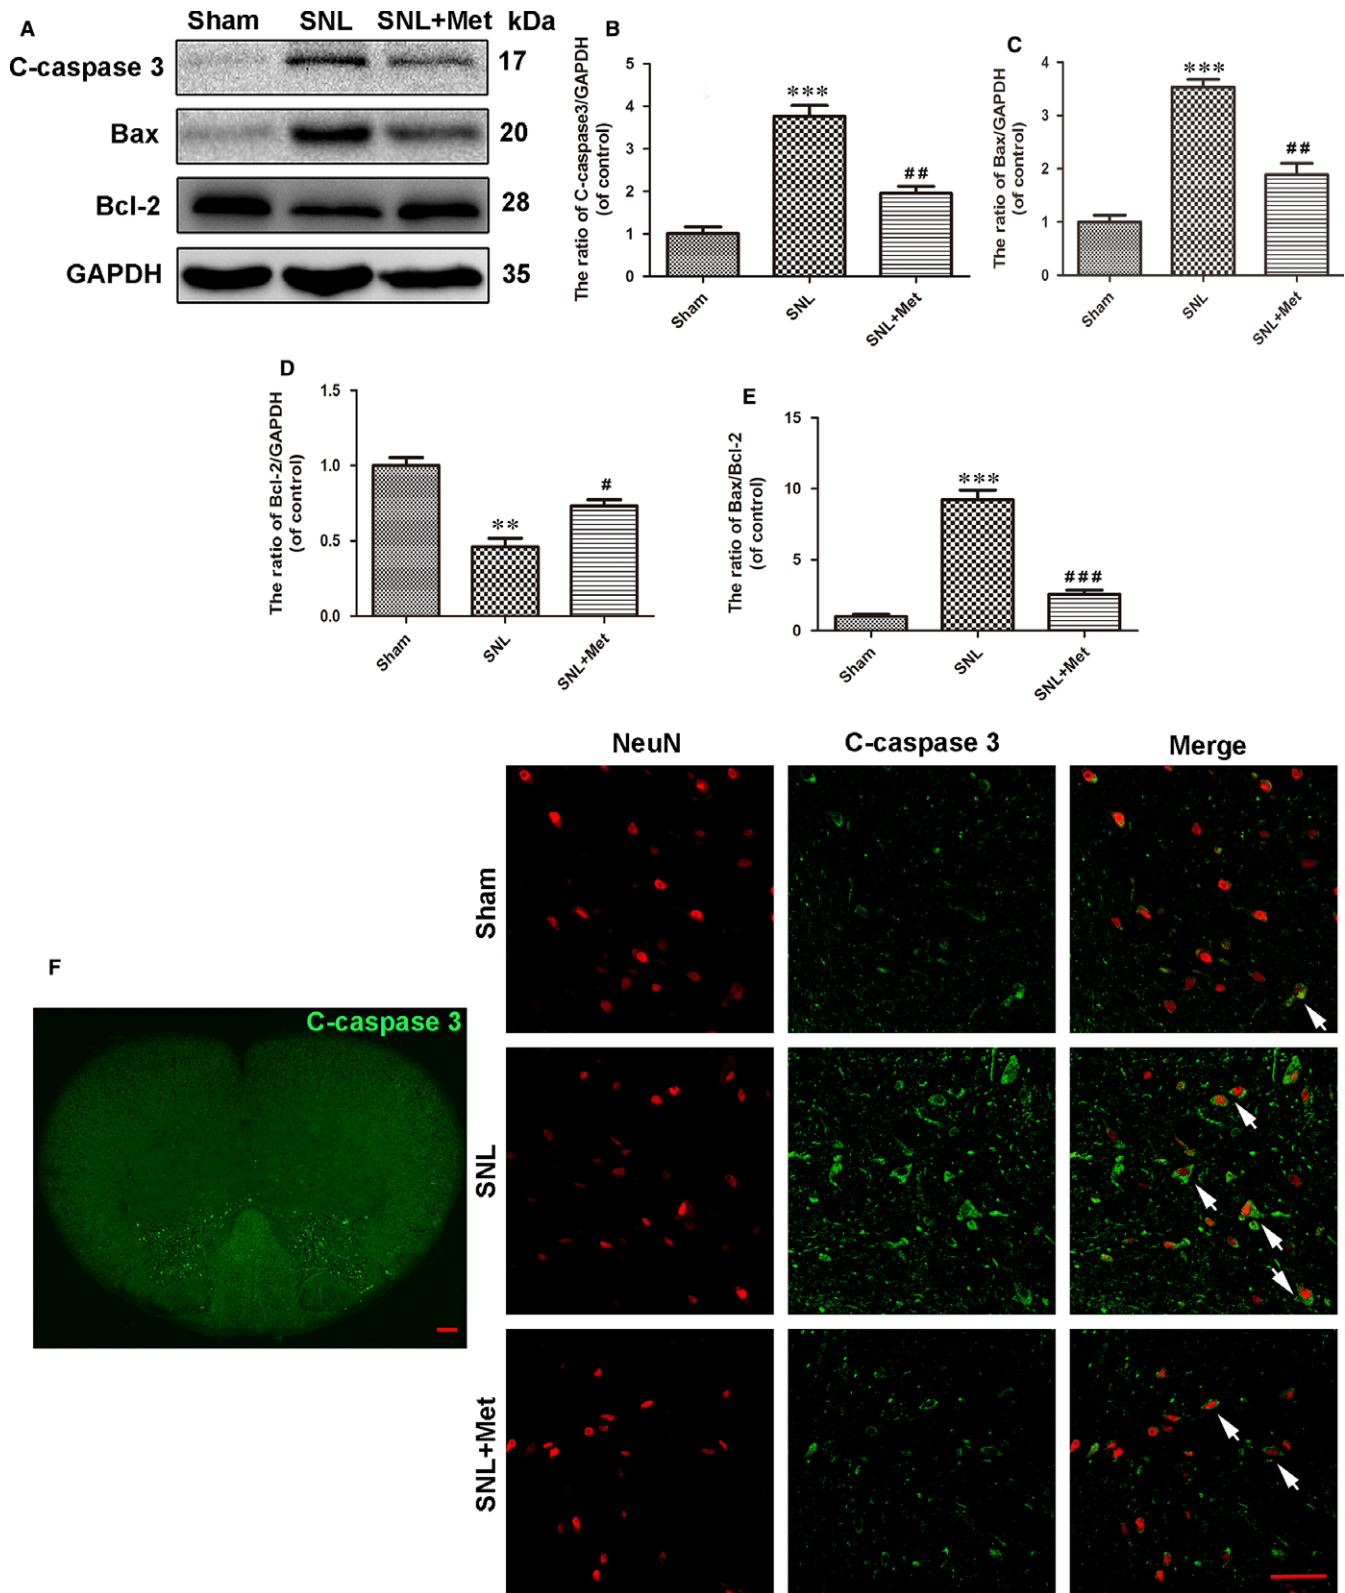 A
Sham SNL SNL+Met kDa
C-caspase 3 17
Bax 20
Bcl-2 28
GAPDH 35
B
The ratio of C-caspase3/GAPDH
(of control)
5
4
3
2
1
0
***
##
Sham
SNL
SNL+Met
C
The ratio of Bax/GAPDH
(of control)
4
3
2
1
0
***
##
Sham
SNL
SNL+Met
D
The ratio of Bcl-2/GAPDH
(of control)
1.5
1.0
0.5
0.0
**
#
Sham
SNL
SNL+Met
E
The ratio of Bax/Bcl-2
(of control)
15
10
5
0
***
###
Sham
SNL
SNL+Met
F
C-caspase 3
NeuN C-caspase 3 Merge
Sham
SNL
SNL+Met